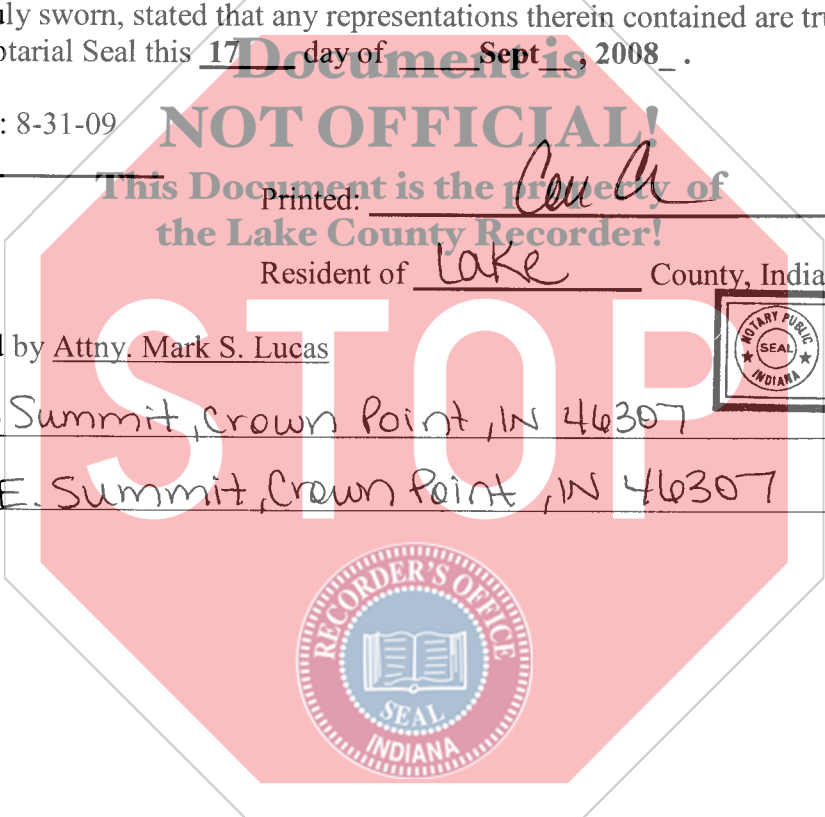 uly sworn, stated that any representations therein contained are tru
otarial Seal this 17 day of Sept , 2008_ .
Document is
: 8-31-09
NOT OFFICIAL!
This Document is the property of
Printed:
the Lake County Recorder!
Resident of Lake County, India
STOP
NOTARY PUBLIC
SEAL
INDIANA
by Attny. Mark S. Lucas
Summit, Crown Point, IN 46307
E. Summit, Crown Point, IN 46307
RECORDER'S OFFICE
SEAL
INDIANA